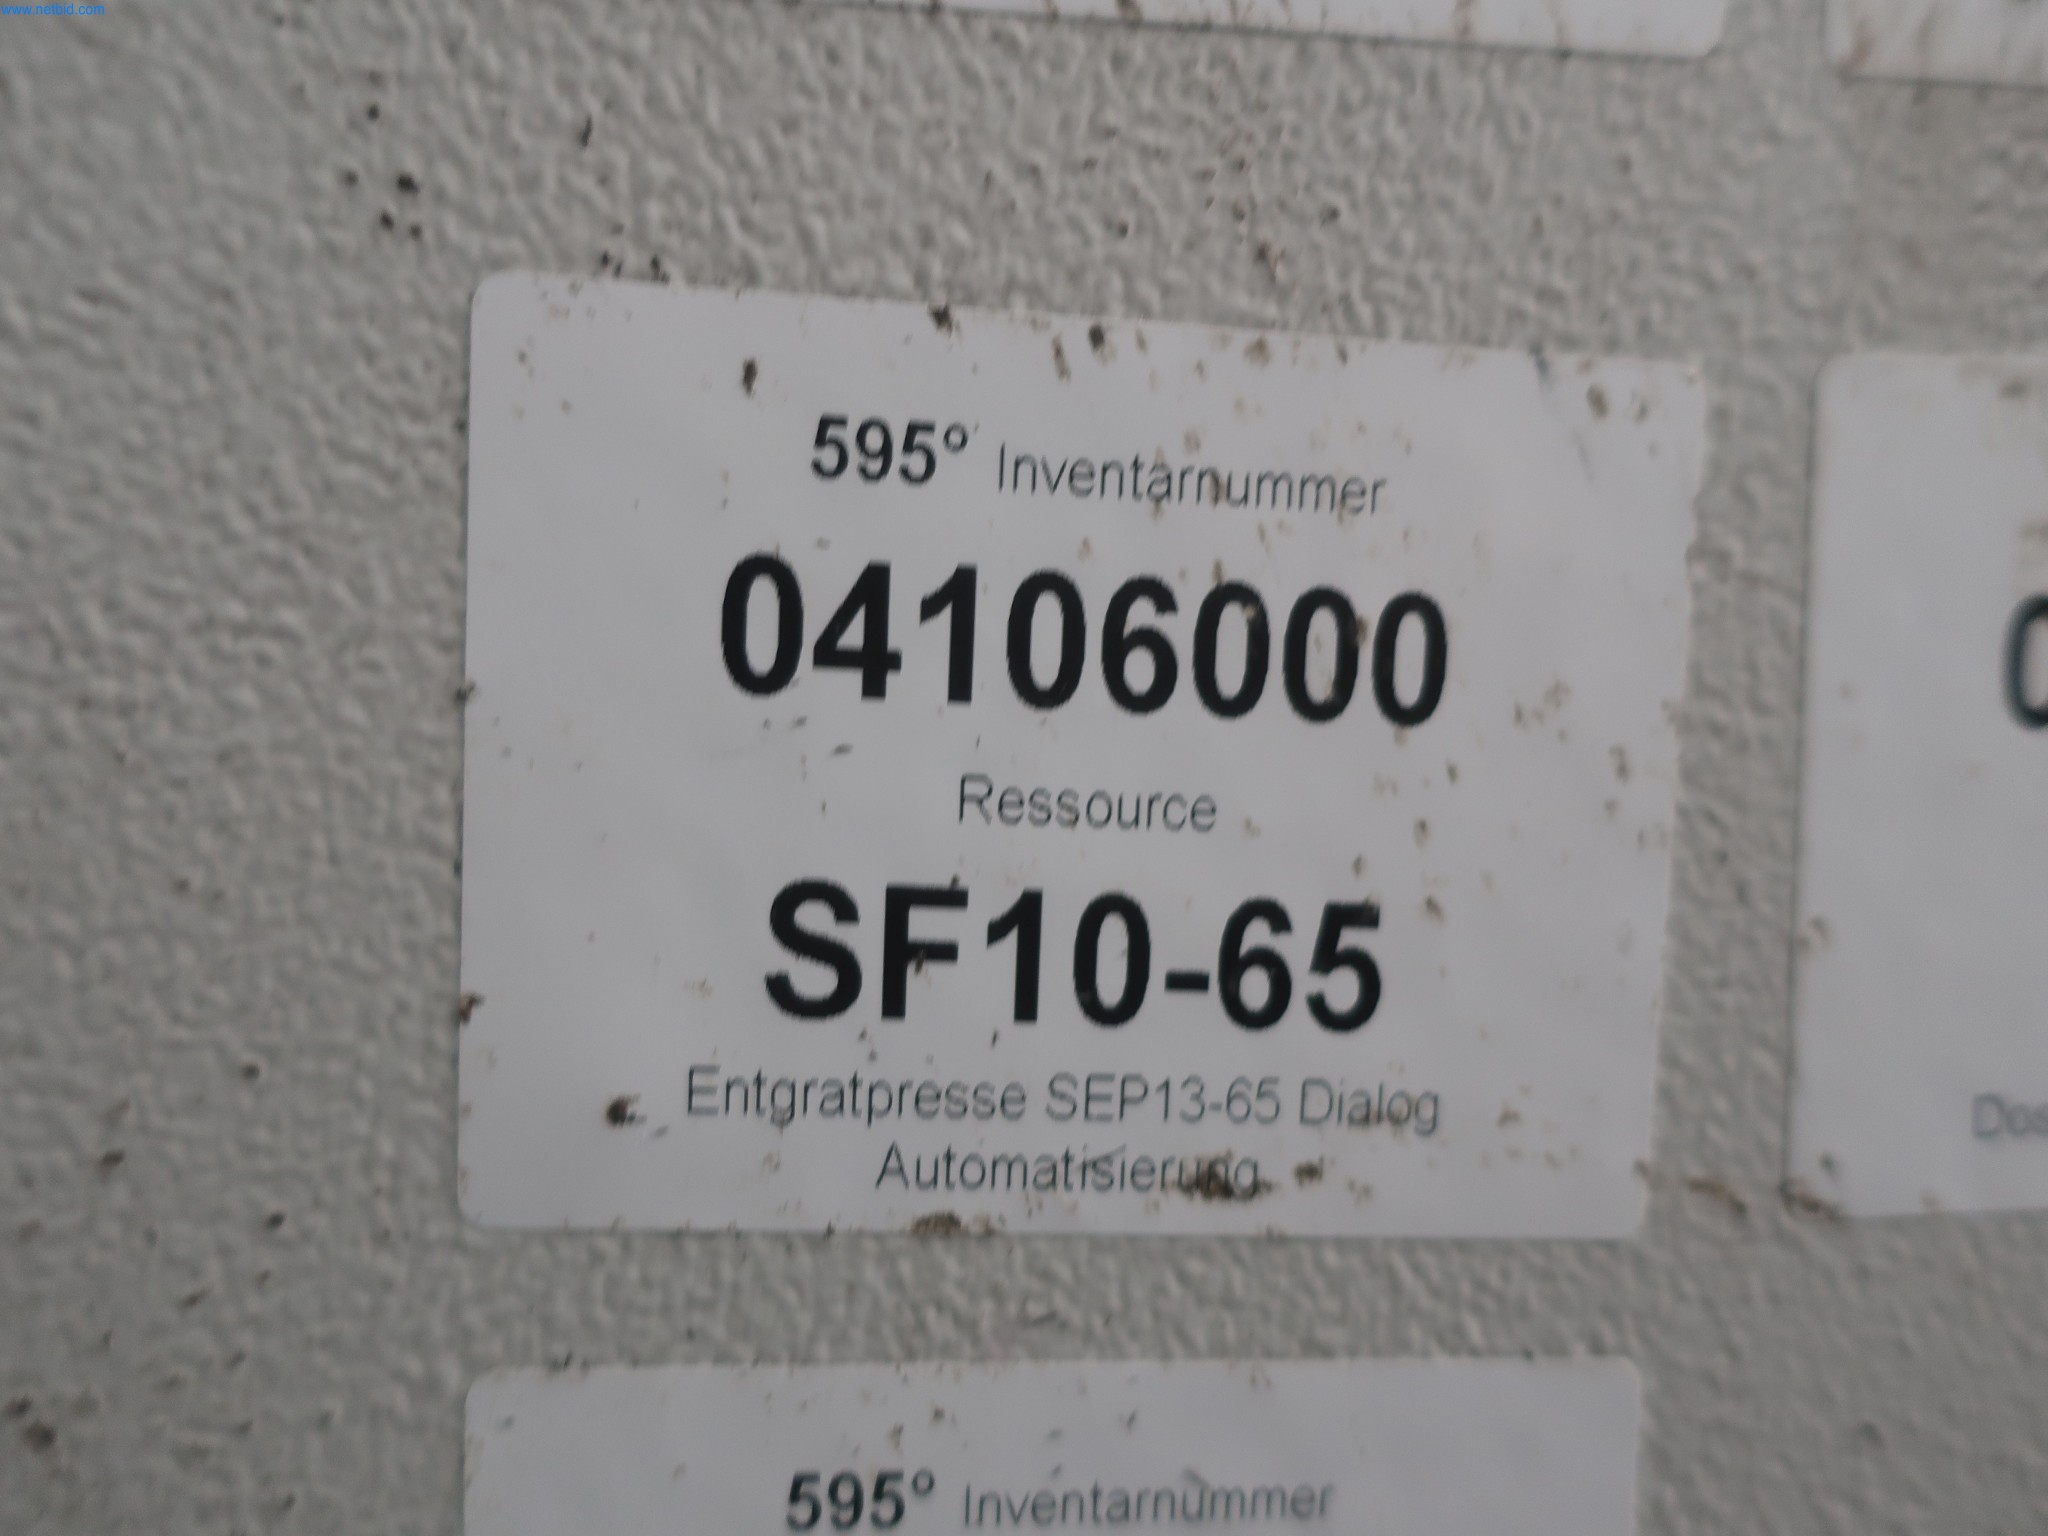 www.netbid.com
595° Inventarnummer
04106000
Ressource
SF10-65
Entgratpresse SEP13-65 Dialog
Automatisierung
595° Inventarnummer